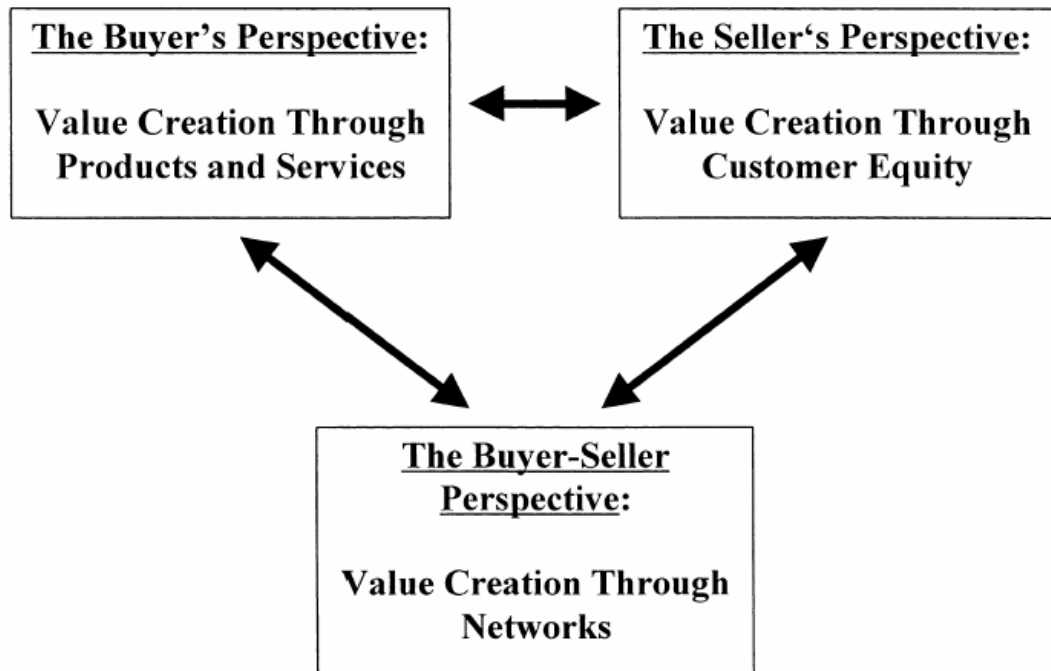 The Buyer's Perspective:
Value Creation Through
Products and Services
The Seller‘s Perspective:
Value Creation Through
Customer Equity
The Buyer-Seller
Perspective:
Value Creation Through
Networks